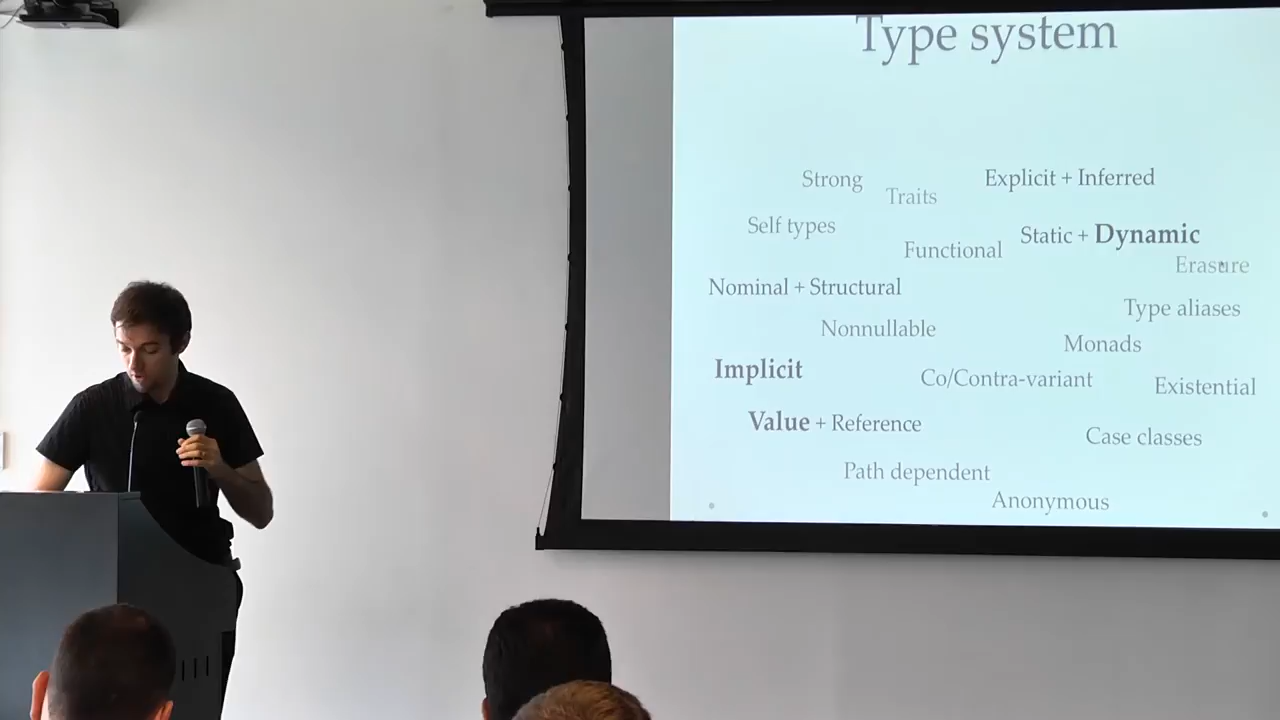 Type system
Strong
Explicit + Inferred
Traits
Self types
Static + Dynamic
Functional
Erasure
Nominal + Structural
Type aliases
Nonnullable
Monads
Implicit
Co/Contra-variant
Existential
Value + Reference
Case classes
Path dependent
Anonymous